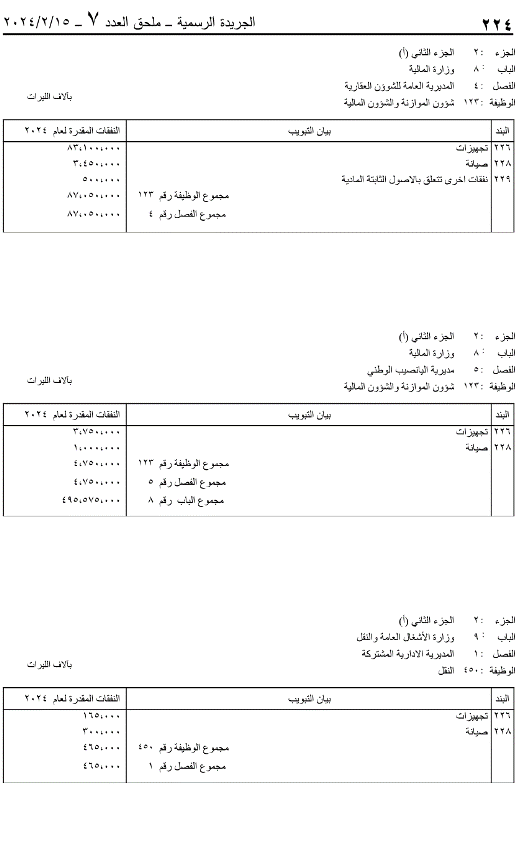 ٢٢٤ الجريدة الرسمية – ملحق العدد ٧ – ٢٠٢٤/٢/١٥
الجزء : ٢ الجزء الثاني (أ)
الباب : ٨ وزارة المالية
الفصل : ٤ المديرية العامة للشؤون العقارية
الوظيفة : ١٢٣ شؤون الموازنة والشؤون المالية
بآلاف الليرات
البند بيان التبويب النفقات المقدرة لعام ٢٠٢٤
٢٢٦ تجهيزات ٨٣،١٠٠،٠٠٠
٢٢٨ صيانة ٣،٤٥٠،٠٠٠
٢٢٩ نفقات اخرى تتعلق بالاصول الثابتة المادية ٥٠٠،٠٠٠
مجموع الوظيفة رقم ١٢٣ ٨٧،٠٥٠،٠٠٠
مجموع الفصل رقم ٤ ٨٧،٠٥٠،٠٠٠
الجزء : ٢ الجزء الثاني (أ)
الباب : ٨ وزارة المالية
الفصل : ٥ مديرية اليانصيب الوطني
الوظيفة : ١٢٣ شؤون الموازنة والشؤون المالية
بآلاف الليرات
البند بيان التبويب النفقات المقدرة لعام ٢٠٢٤
٢٢٦ تجهيزات ٣،٧٥٠،٠٠٠
٢٢٨ صيانة ١،٠٠٠،٠٠٠
مجموع الوظيفة رقم ١٢٣ ٤،٧٥٠،٠٠٠
مجموع الفصل رقم ٥ ٤،٧٥٠،٠٠٠
مجموع الباب رقم ٨ ٤٩٥،٥٧٥،٠٠٠
الجزء : ٢ الجزء الثاني (أ)
الباب : ٩ وزارة الأشغال العامة والنقل
الفصل : ١ المديرية الادارية المشتركة
الوظيفة : ٤٥٠ النقل
بآلاف الليرات
البند بيان التبويب النفقات المقدرة لعام ٢٠٢٤
٢٢٦ تجهيزات ١٦٥،٠٠٠
٢٢٨ صيانة ٣٠٠،٠٠٠
مجموع الوظيفة رقم ٤٥٠ ٤٦٥،٠٠٠
مجموع الفصل رقم ١ ٤٦٥،٠٠٠